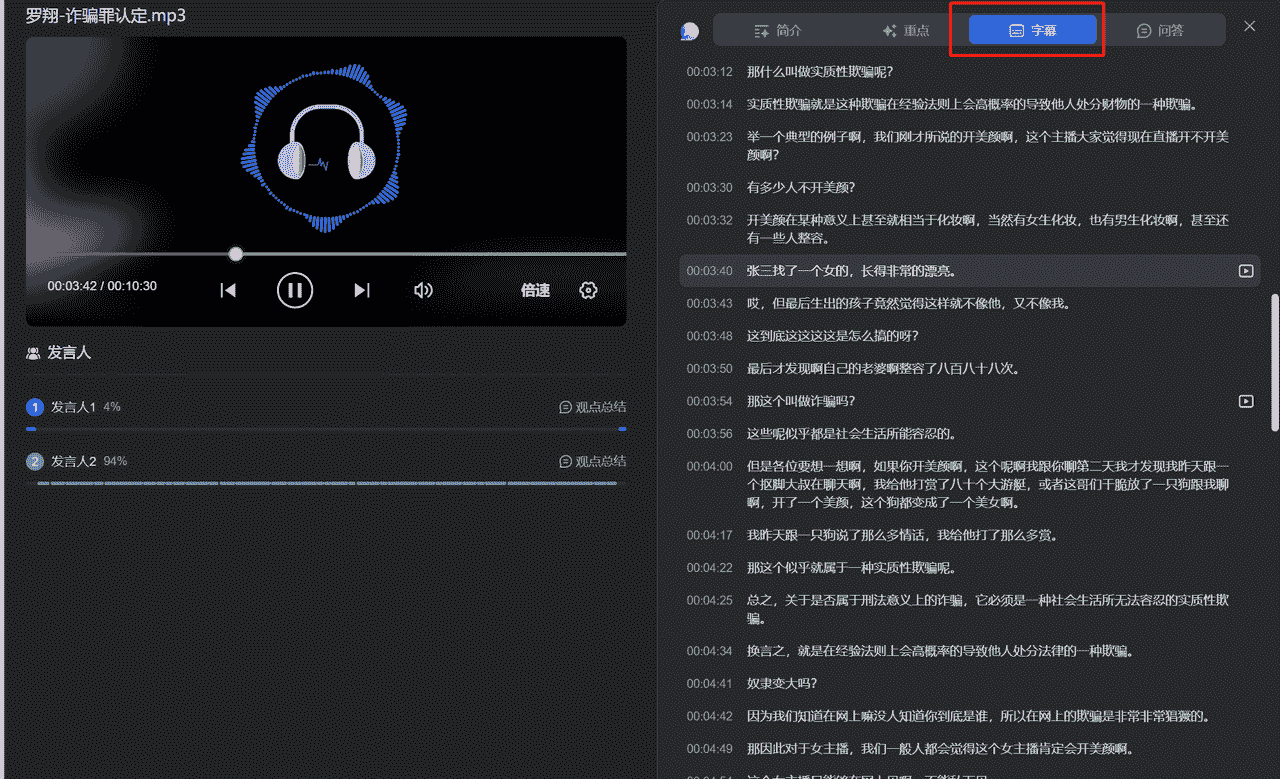 罗翔-诈骗罪认定.mp3
00:03:42 / 00:10:30
倍速
发言人
1 发言人1 4% 观点总结
2 发言人2 94% 观点总结
简介 重点 字幕 问答
00:03:12 那什么叫做实质性欺骗呢?
00:03:14 实质性欺骗就是这种欺骗在经验法则上会高概率的导致他人处分财物的一种欺骗。
00:03:23 举一个典型的例子啊，我们刚才所说的开美颜啊，这个主播大家觉得现在直播开不开美
颜啊?
00:03:30 有多少人不开美颜?
00:03:32 开美颜在某种意义上甚至就相当于化妆啊，当然有女生化妆，也有男生化妆啊，甚至还
有一些人整容。
00:03:40 张三找了一个女的，长得非常的漂亮。
00:03:43 哎，但最后生出的孩子竟然觉得这样就不像他，又不像我。
00:03:48 这到底这这这这是怎么搞的呀?
00:03:50 最后才发现啊自己的老婆啊整容了八百八十八次。
00:03:54 那这个叫做诈骗吗?
00:03:56 这些呢似乎都是社会生活所能容忍的。
00:04:00 但是各位要想一想啊，如果你开美颜啊，这个呢啊我跟你聊第二天我才发现我昨天跟一
个抠脚大叔在聊天啊，我给他打赏了八十个大游艇，或者这哥们干脆放了一只狗跟我聊
啊，开了一个美颜，这个狗都变成了一个美女啊。
00:04:17 我昨天跟一只狗说了那么多情话，我给他打了那么多赏。
00:04:22 那这个似乎就属于一种实质性欺骗呢。
00:04:25 总之，关于是否属于刑法意义上的诈骗，它必须是一种社会生活所无法容忍的实质性欺
骗。
00:04:34 换言之，就是在经验法则上会高概率的导致他人处分法律的一种欺骗。
00:04:41 奴隶变大吗?
00:04:42 因为我们知道在网上嘛没人知道你到底是谁，所以在网上的欺骗是非常非常猖獗的。
00:04:49 那因此对于女主播，我们一般人都会觉得这个女主播肯定会开美颜啊。